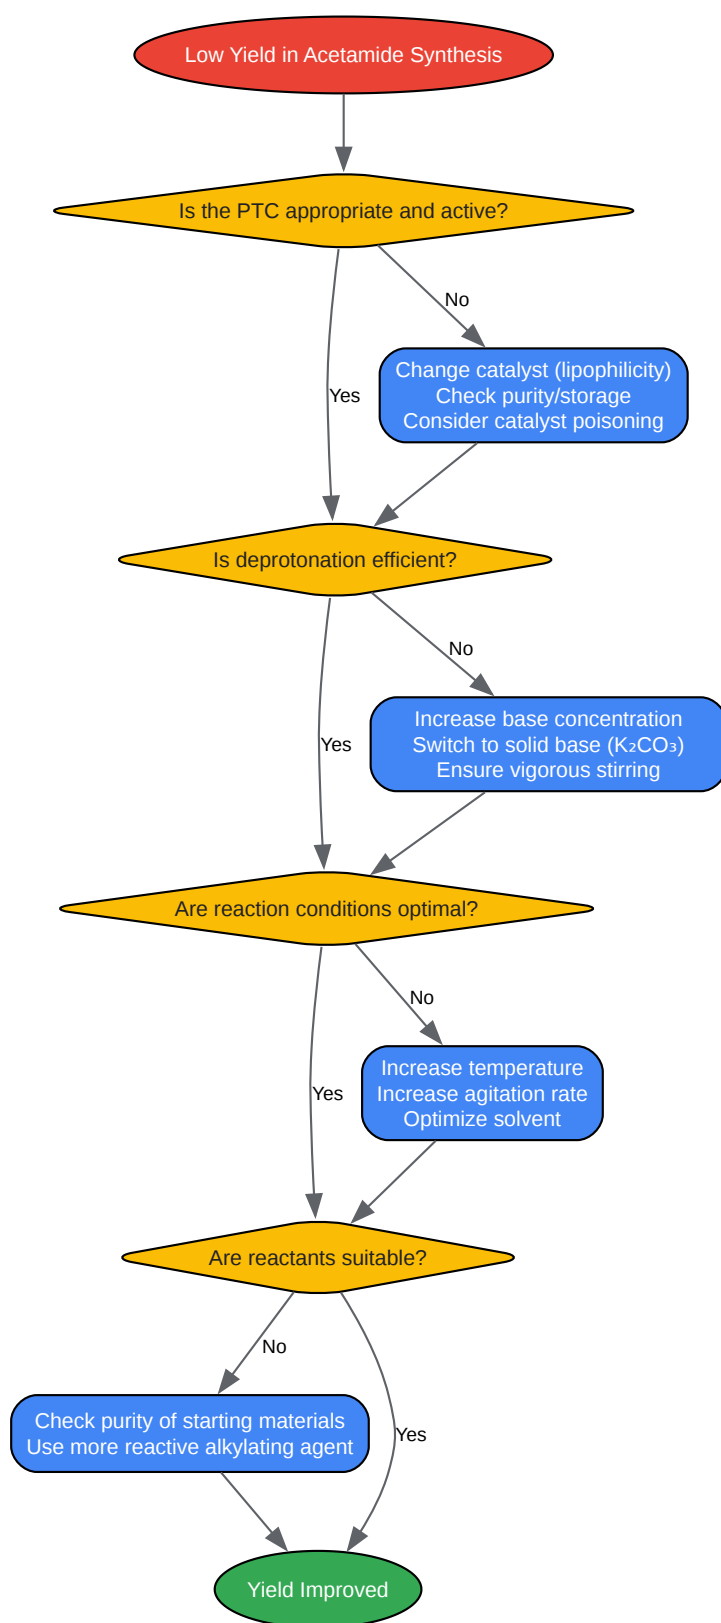 Low Yield in Acetamide Synthesis
Is the PTC appropriate and active?
No
Change catalyst (lipophilicity)
Check purity/storage
Consider catalyst poisoning
Yes
Is deprotonation efficient?
No
Increase base concentration
Switch to solid base (K₂CO₃)
Ensure vigorous stirring
Yes
Are reaction conditions optimal?
No
Increase temperature
Increase agitation rate
Optimize solvent
Yes
Are reactants suitable?
No
Check purity of starting materials
Use more reactive alkylating agent
Yes
Yield Improved